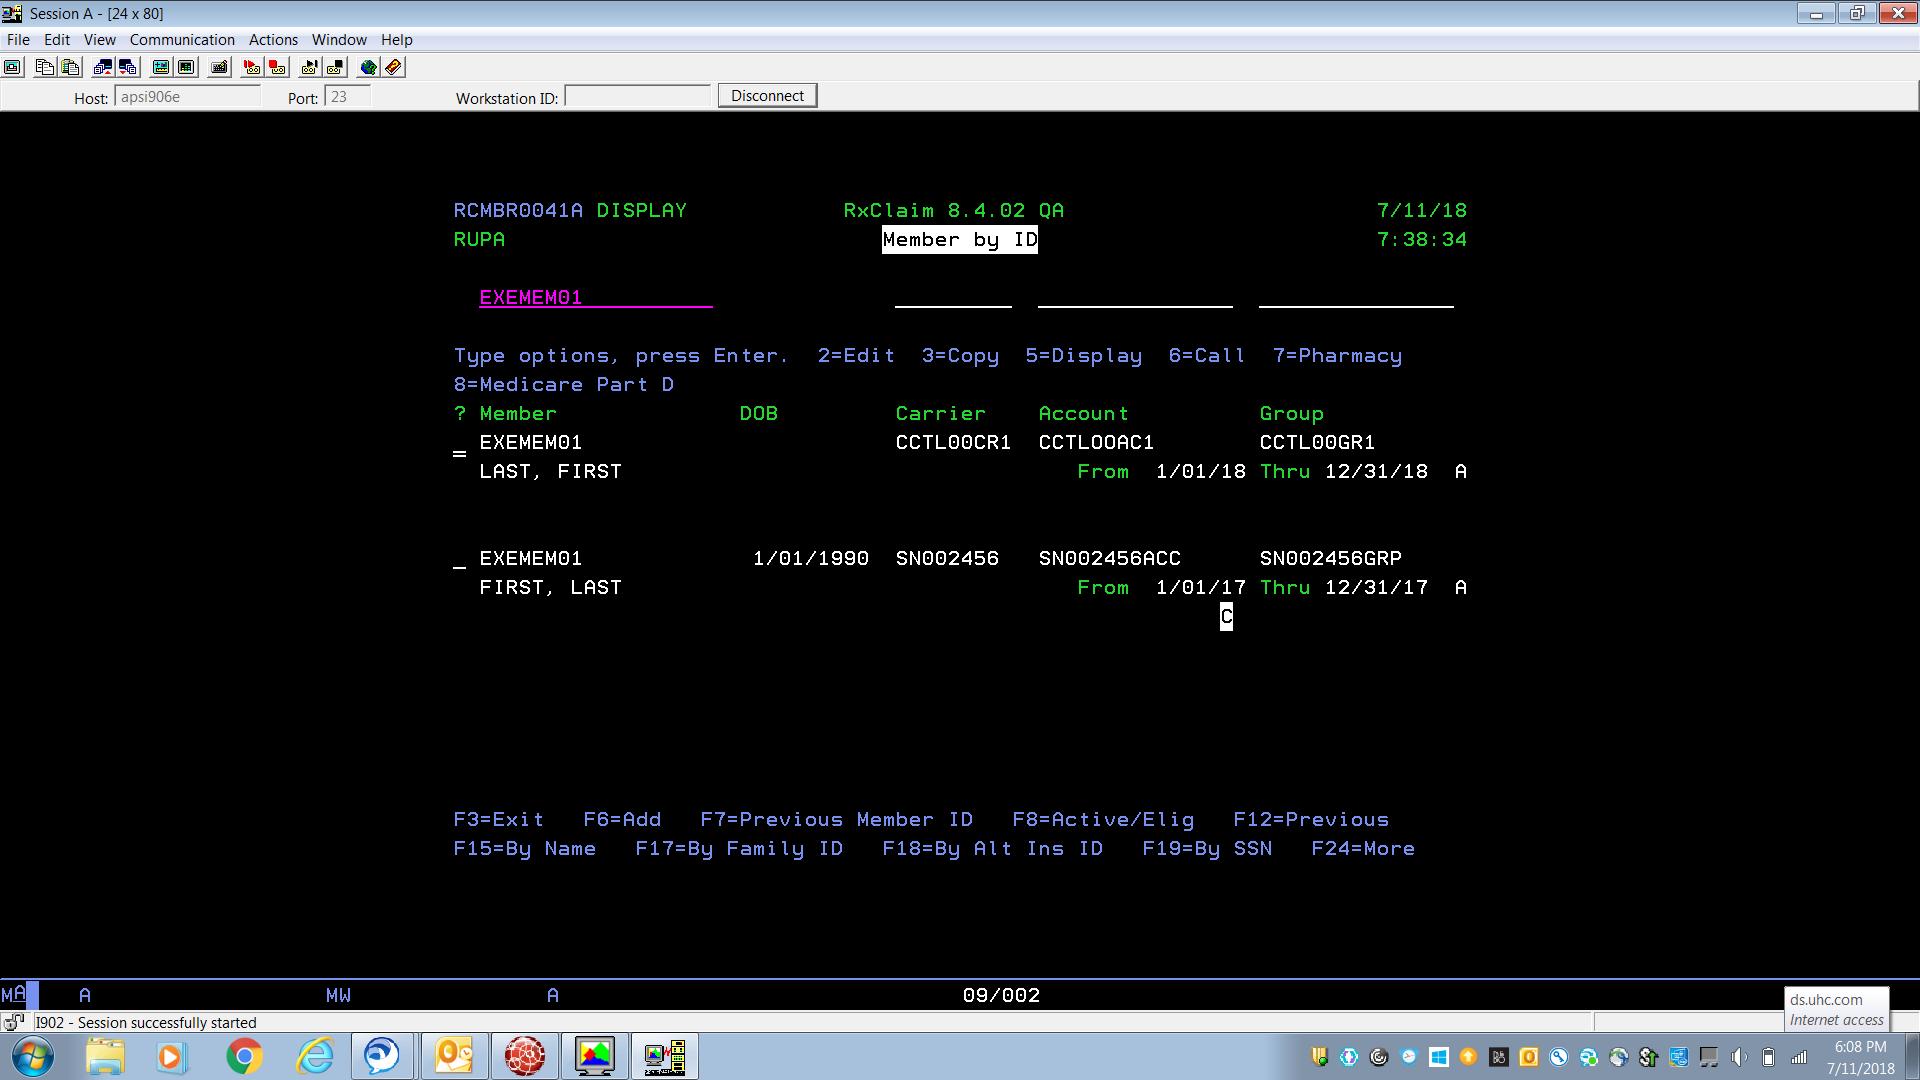 Session A - [24 x 80]
File Edit View Communication Actions Window Help
Host: apsi906e Port: 23 Workstation ID: Disconnect
RCMBR0041A DISPLAY RxClaim 8.4.02 QA 7/11/18
RUPA Member by ID 7:38:34
EXEMEM01
Type options, press Enter. 2=Edit 3=Copy 5=Display 6=Call 7=Pharmacy
8=Medicare Part D
? Member DOB Carrier Account Group
EXEMEM01 CCTL00CR1 CCTL00AC1 CCTL00GR1
LAST, FIRST From 1/01/18 Thru 12/31/18 A
EXEMEM01 1/01/1990 SN002456 SN002456ACC SN002456GRP
FIRST, LAST From 1/01/17 Thru 12/31/17 A
C
F3=Exit F6=Add F7=Previous Member ID F8=Active/Elig F12=Previous
F15=By Name F17=By Family ID F18=By Alt Ins ID F19=By SSN F24=More
MA A MW A 09/002
I902 - Session successfully started
ds.uhc.com
Internet access
6:08 PM
7/11/2018